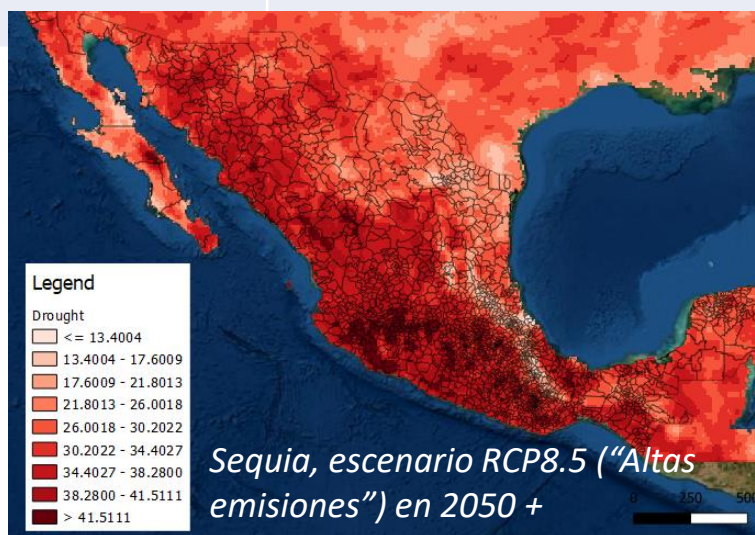 Legend
Drought
<= 13.4004
13.4004 - 17.6009
17.6009 - 21.8013
21.8013 - 26.0018
26.0018 - 30.2022
30.2022 - 34.4027
34.4027 - 38.2800
38.2800 - 41.5111
> 41.5111
Sequia, escenario RCP8.5 (“Altas
emisiones”) en 2050 +
0 250 500